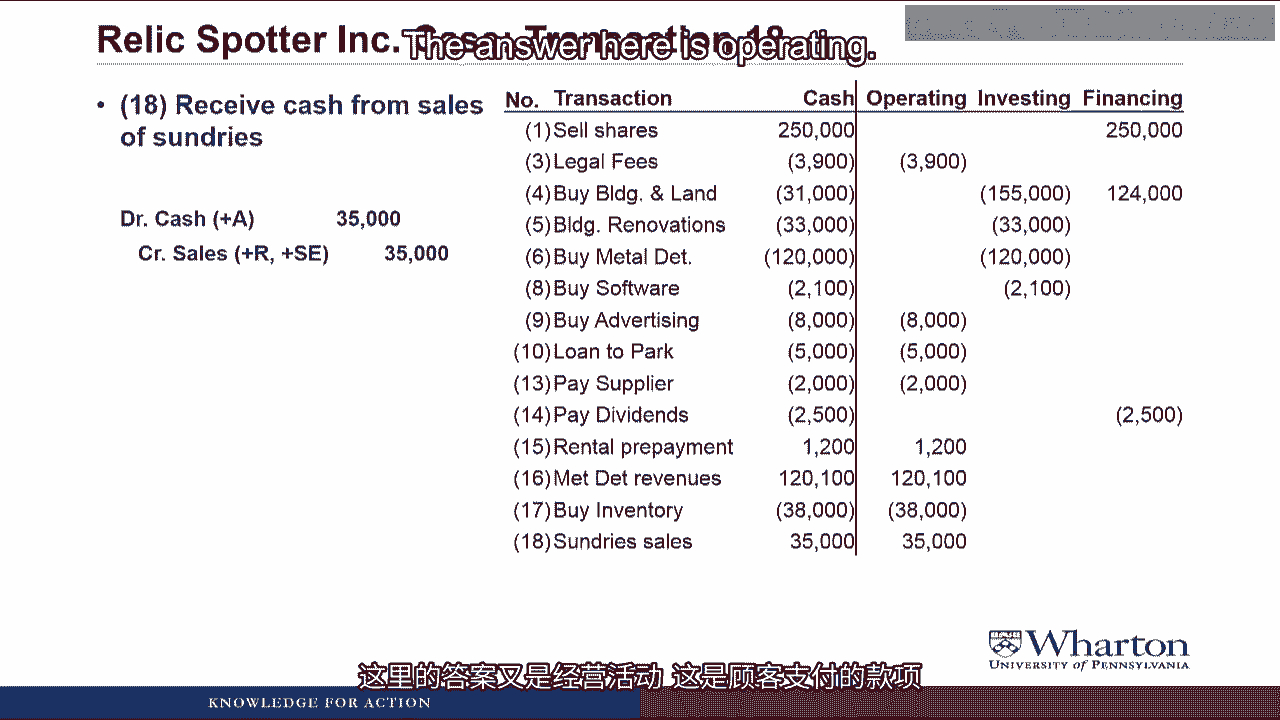 Relic Spotter Inc. Case: Transaction 18
The answer here is operating.
• (18) Receive cash from sales
of sundries
Dr. Cash (+A) 35,000
Cr. Sales (+R, +SE) 35,000
No. Transaction Cash Operating Investing Financing
(1) Sell shares 250,000 250,000
(3) Legal Fees (3,900) (3,900)
(4) Buy Bldg. & Land (31,000) (155,000) 124,000
(5) Bldg. Renovations (33,000) (33,000)
(6) Buy Metal Det. (120,000) (120,000)
(8) Buy Software (2,100) (2,100)
(9) Buy Advertising (8,000) (8,000)
(10) Loan to Park (5,000) (5,000)
(13) Pay Supplier (2,000) (2,000)
(14) Pay Dividends (2,500) (2,500)
(15) Rental prepayment 1,200 1,200
(16) Met Det revenues 120,100 120,100
(17) Buy Inventory (38,000) (38,000)
(18) Sundries sales 35,000 35,000
Wharton
UNIVERSITY of PENNSYLVANIA
这里的答案又是经营活动 这是顾客支付的款项
KNOWLEDGE FOR ACTION